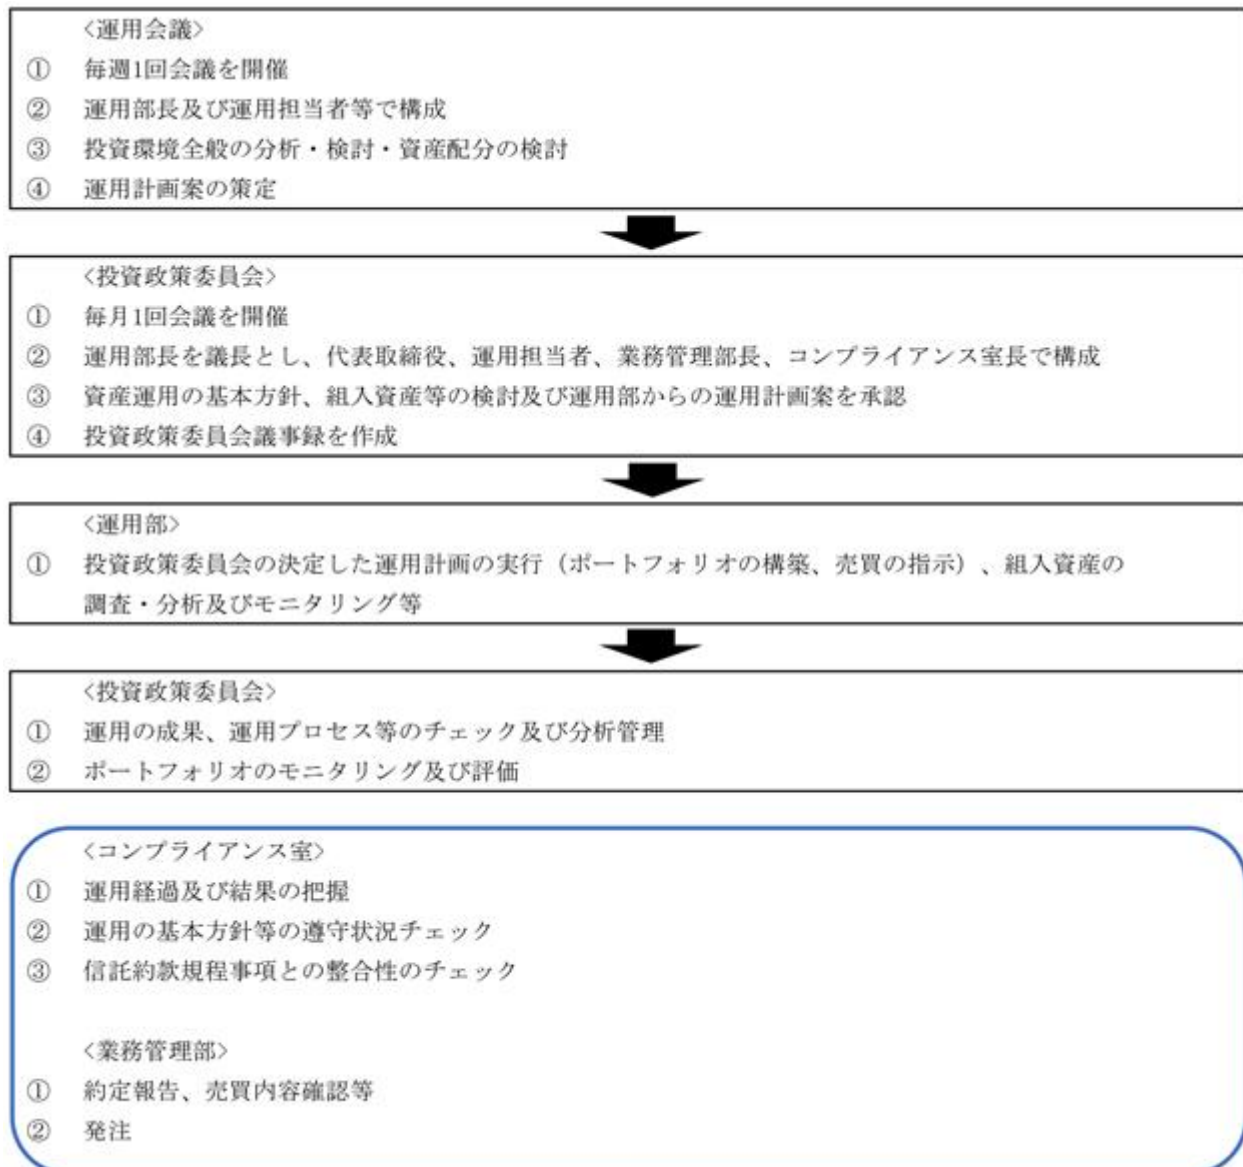 <運用会議>
① 毎週1回会議を開催
② 運用部長及び運用担当者等で構成
③ 投資環境全般の分析・検討・資産配分の検討
④ 運用計画案の策定
<投資政策委員会>
① 毎月1回会議を開催
② 運用部長を議長とし、代表取締役、運用担当者、業務管理部長、コンプライアンス室長で構成
③ 資産運用の基本方針、組入資産等の検討及び運用部からの運用計画案を承認
④ 投資政策委員会議事録を作成
<運用部>
① 投資政策委員会の決定した運用計画の実行（ポートフォリオの構築、売買の指示）、組入資産の
調査・分析及びモニタリング等
<投資政策委員会>
① 運用の成果、運用プロセス等のチェック及び分析管理
② ポートフォリオのモニタリング及び評価
<コンプライアンス室>
① 運用経過及び結果の把握
② 運用の基本方針等の遵守状況チェック
③ 信託約款規程事項との整合性のチェック
<業務管理部>
① 約定報告、売買内容確認等
② 発注